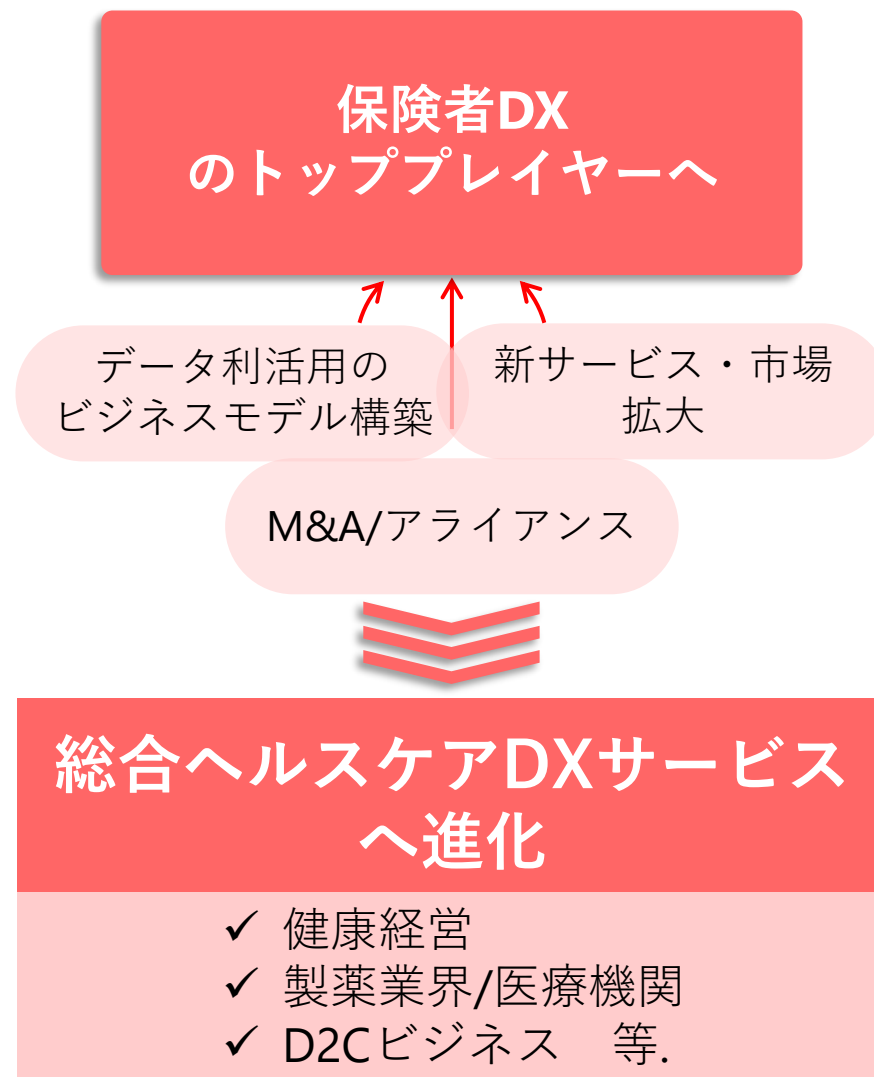 保険者DX
のトッププレイヤーへ
データ利活用の
ビジネスモデル構築
新サービス・市場
拡大
M&A/アライアンス
総合ヘルスケアDXサービス
へ進化
✓ 健康経営
✓ 製薬業界/医療機関
✓ D2Cビジネス　等.